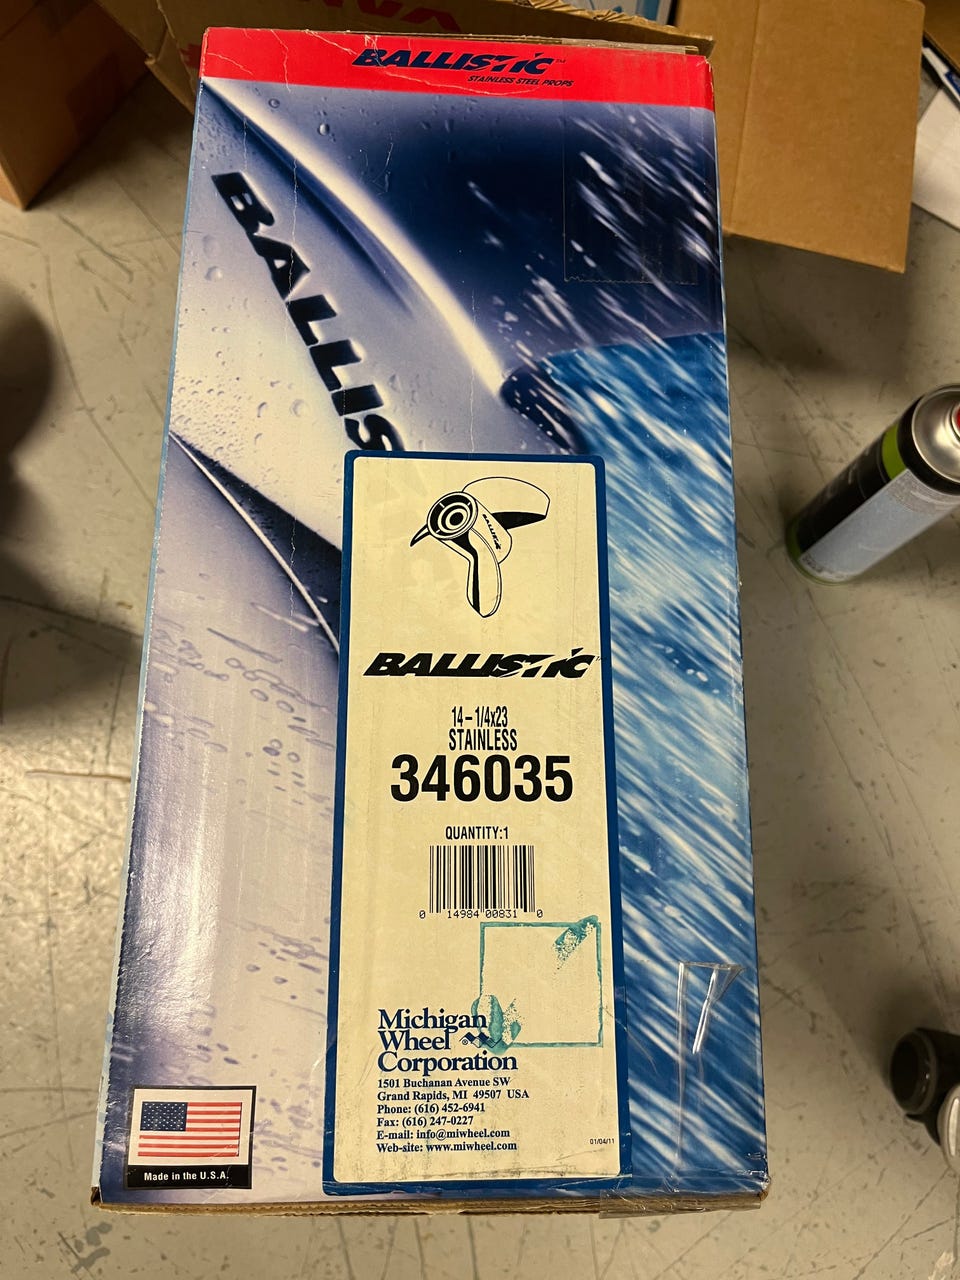 BALLISTIC™
STAINLESS STEEL PROPS
BALLIS
BALLISTIC
BALLISTIC
14-1/4x23
STAINLESS
346035
QUANTITY:1
0 14984 00831 0
Michigan
Wheel ®
Corporation
1501 Buchanan Avenue SW
Grand Rapids, MI 49507 USA
Phone: (616) 452-6941
Fax: (616) 247-0227
E-mail: info@miwheel.com
Web-site: www.miwheel.com
01/04/11
Made in the U.S.A.